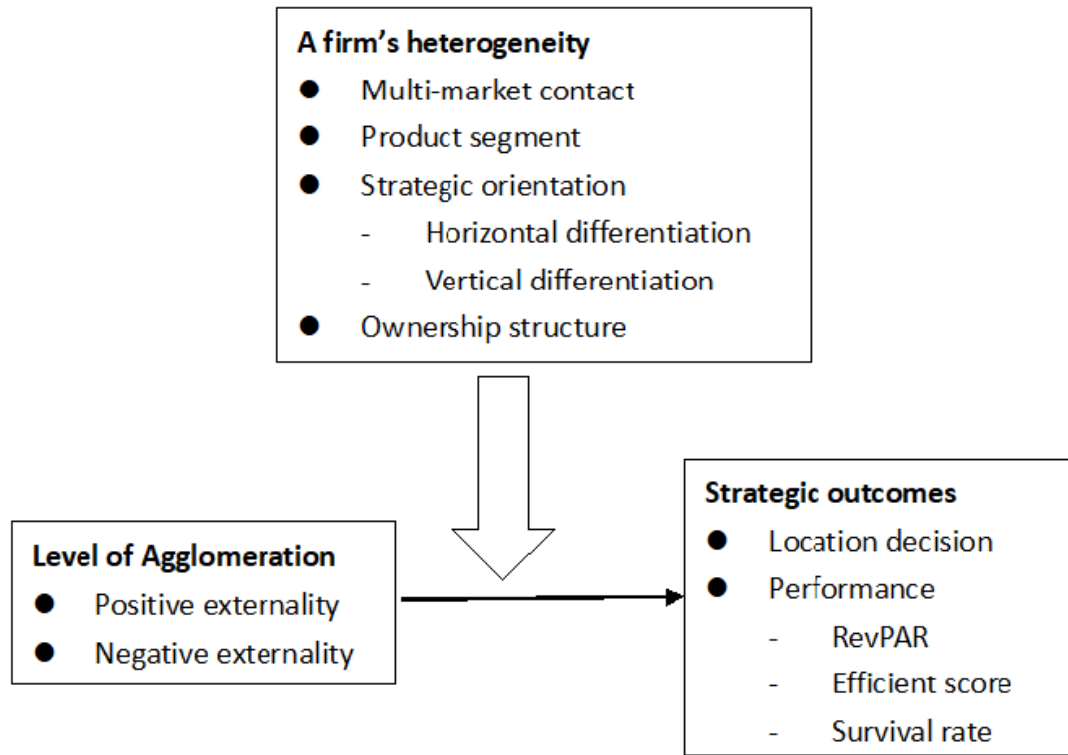 A firm's heterogeneity
● Multi-market contact
● Product segment
● Strategic orientation
- Horizontal differentiation
- Vertical differentiation
● Ownership structure
Level of Agglomeration
● Positive externality
● Negative externality
Strategic outcomes
● Location decision
● Performance
- RevPAR
- Efficient score
- Survival rate